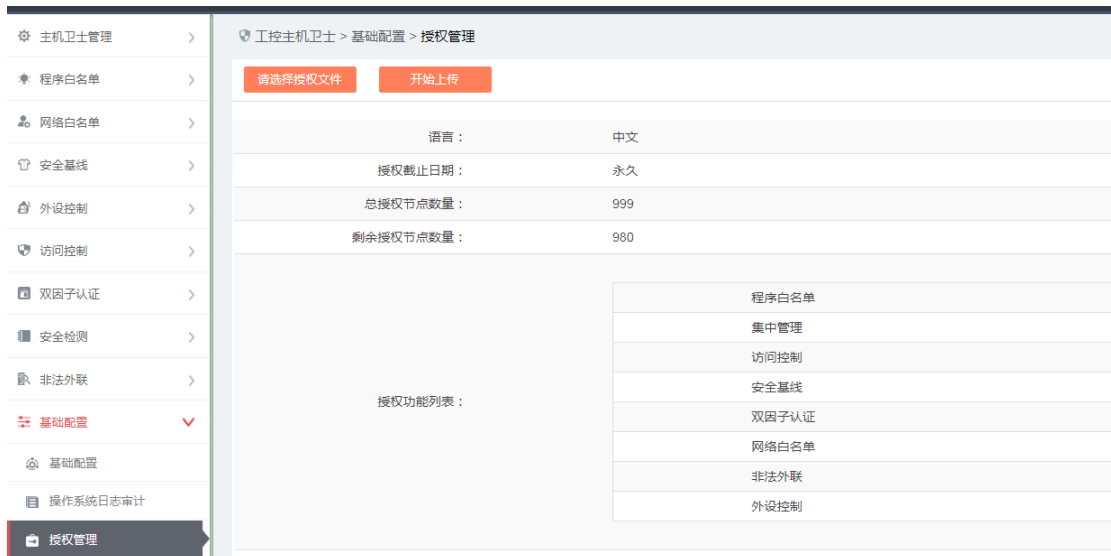 主机卫士管理
程序白名单
网络白名单
安全基线
外设控制
访问控制
双因子认证
安全检测
非法外联
基础配置
基础配置
操作系统日志审计
授权管理
工控主机卫士 > 基础配置 > 授权管理
请选择授权文件 开始上传
语言： 中文
授权截止日期： 永久
总授权节点数量： 999
剩余授权节点数量： 980
授权功能列表：
程序白名单
集中管理
访问控制
安全基线
双因子认证
网络白名单
非法外联
外设控制